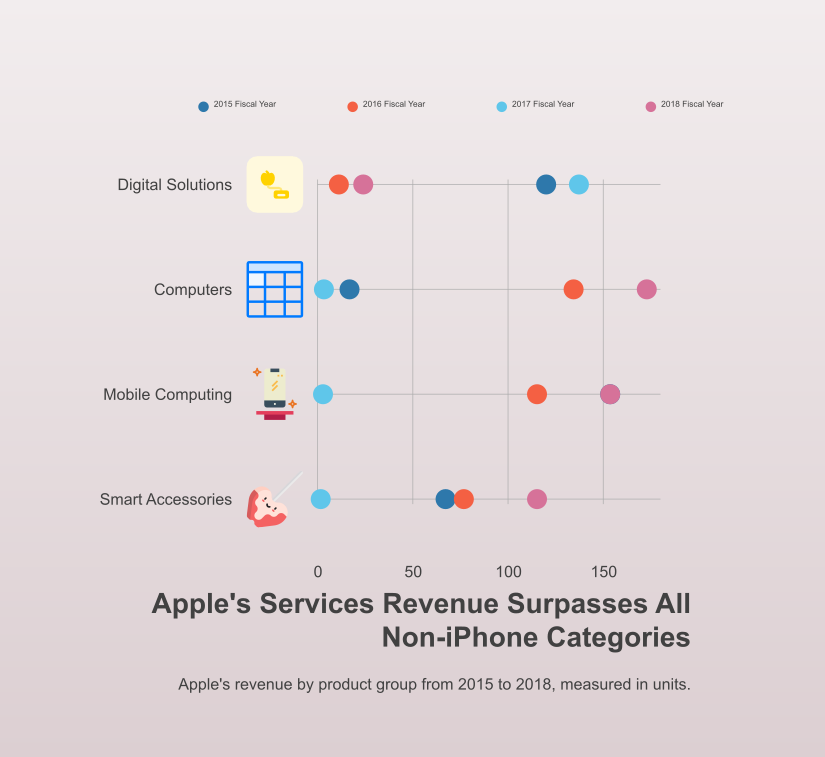 2015 Fiscal Year
2016 Fiscal Year
2017 Fiscal Year
2018 Fiscal Year
Digital Solutions
Computers
Mobile Computing
Smart Accessories
0 50 100 150
Apple's Services Revenue Surpasses All
Non-iPhone Categories
Apple's revenue by product group from 2015 to 2018, measured in units.